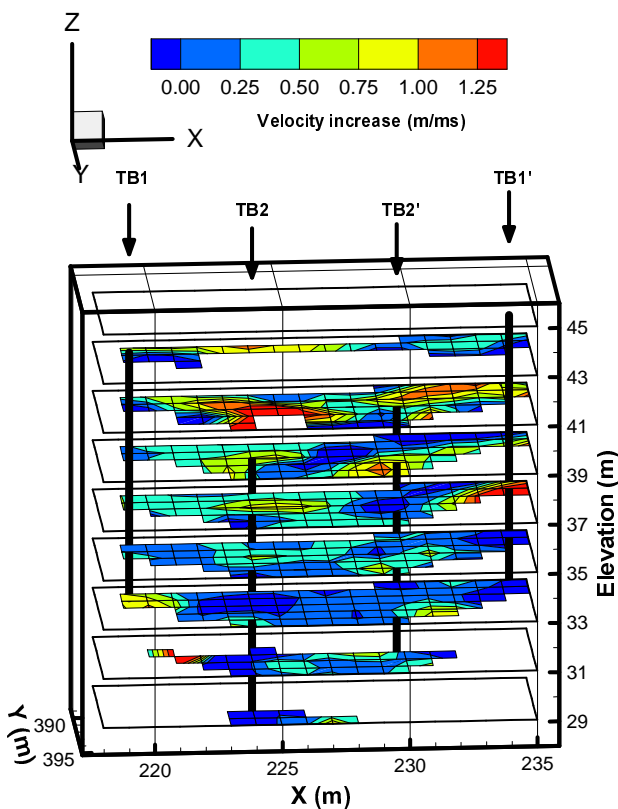 Z
X
Y
0.00 0.25 0.50 0.75 1.00 1.25
Velocity increase (m/ms)
TB1 TB2 TB2' TB1'
45
43
41
39
37
35
33
31
29
Elevation (m)
Y (m)
390
395
220 225 230 235
X (m)